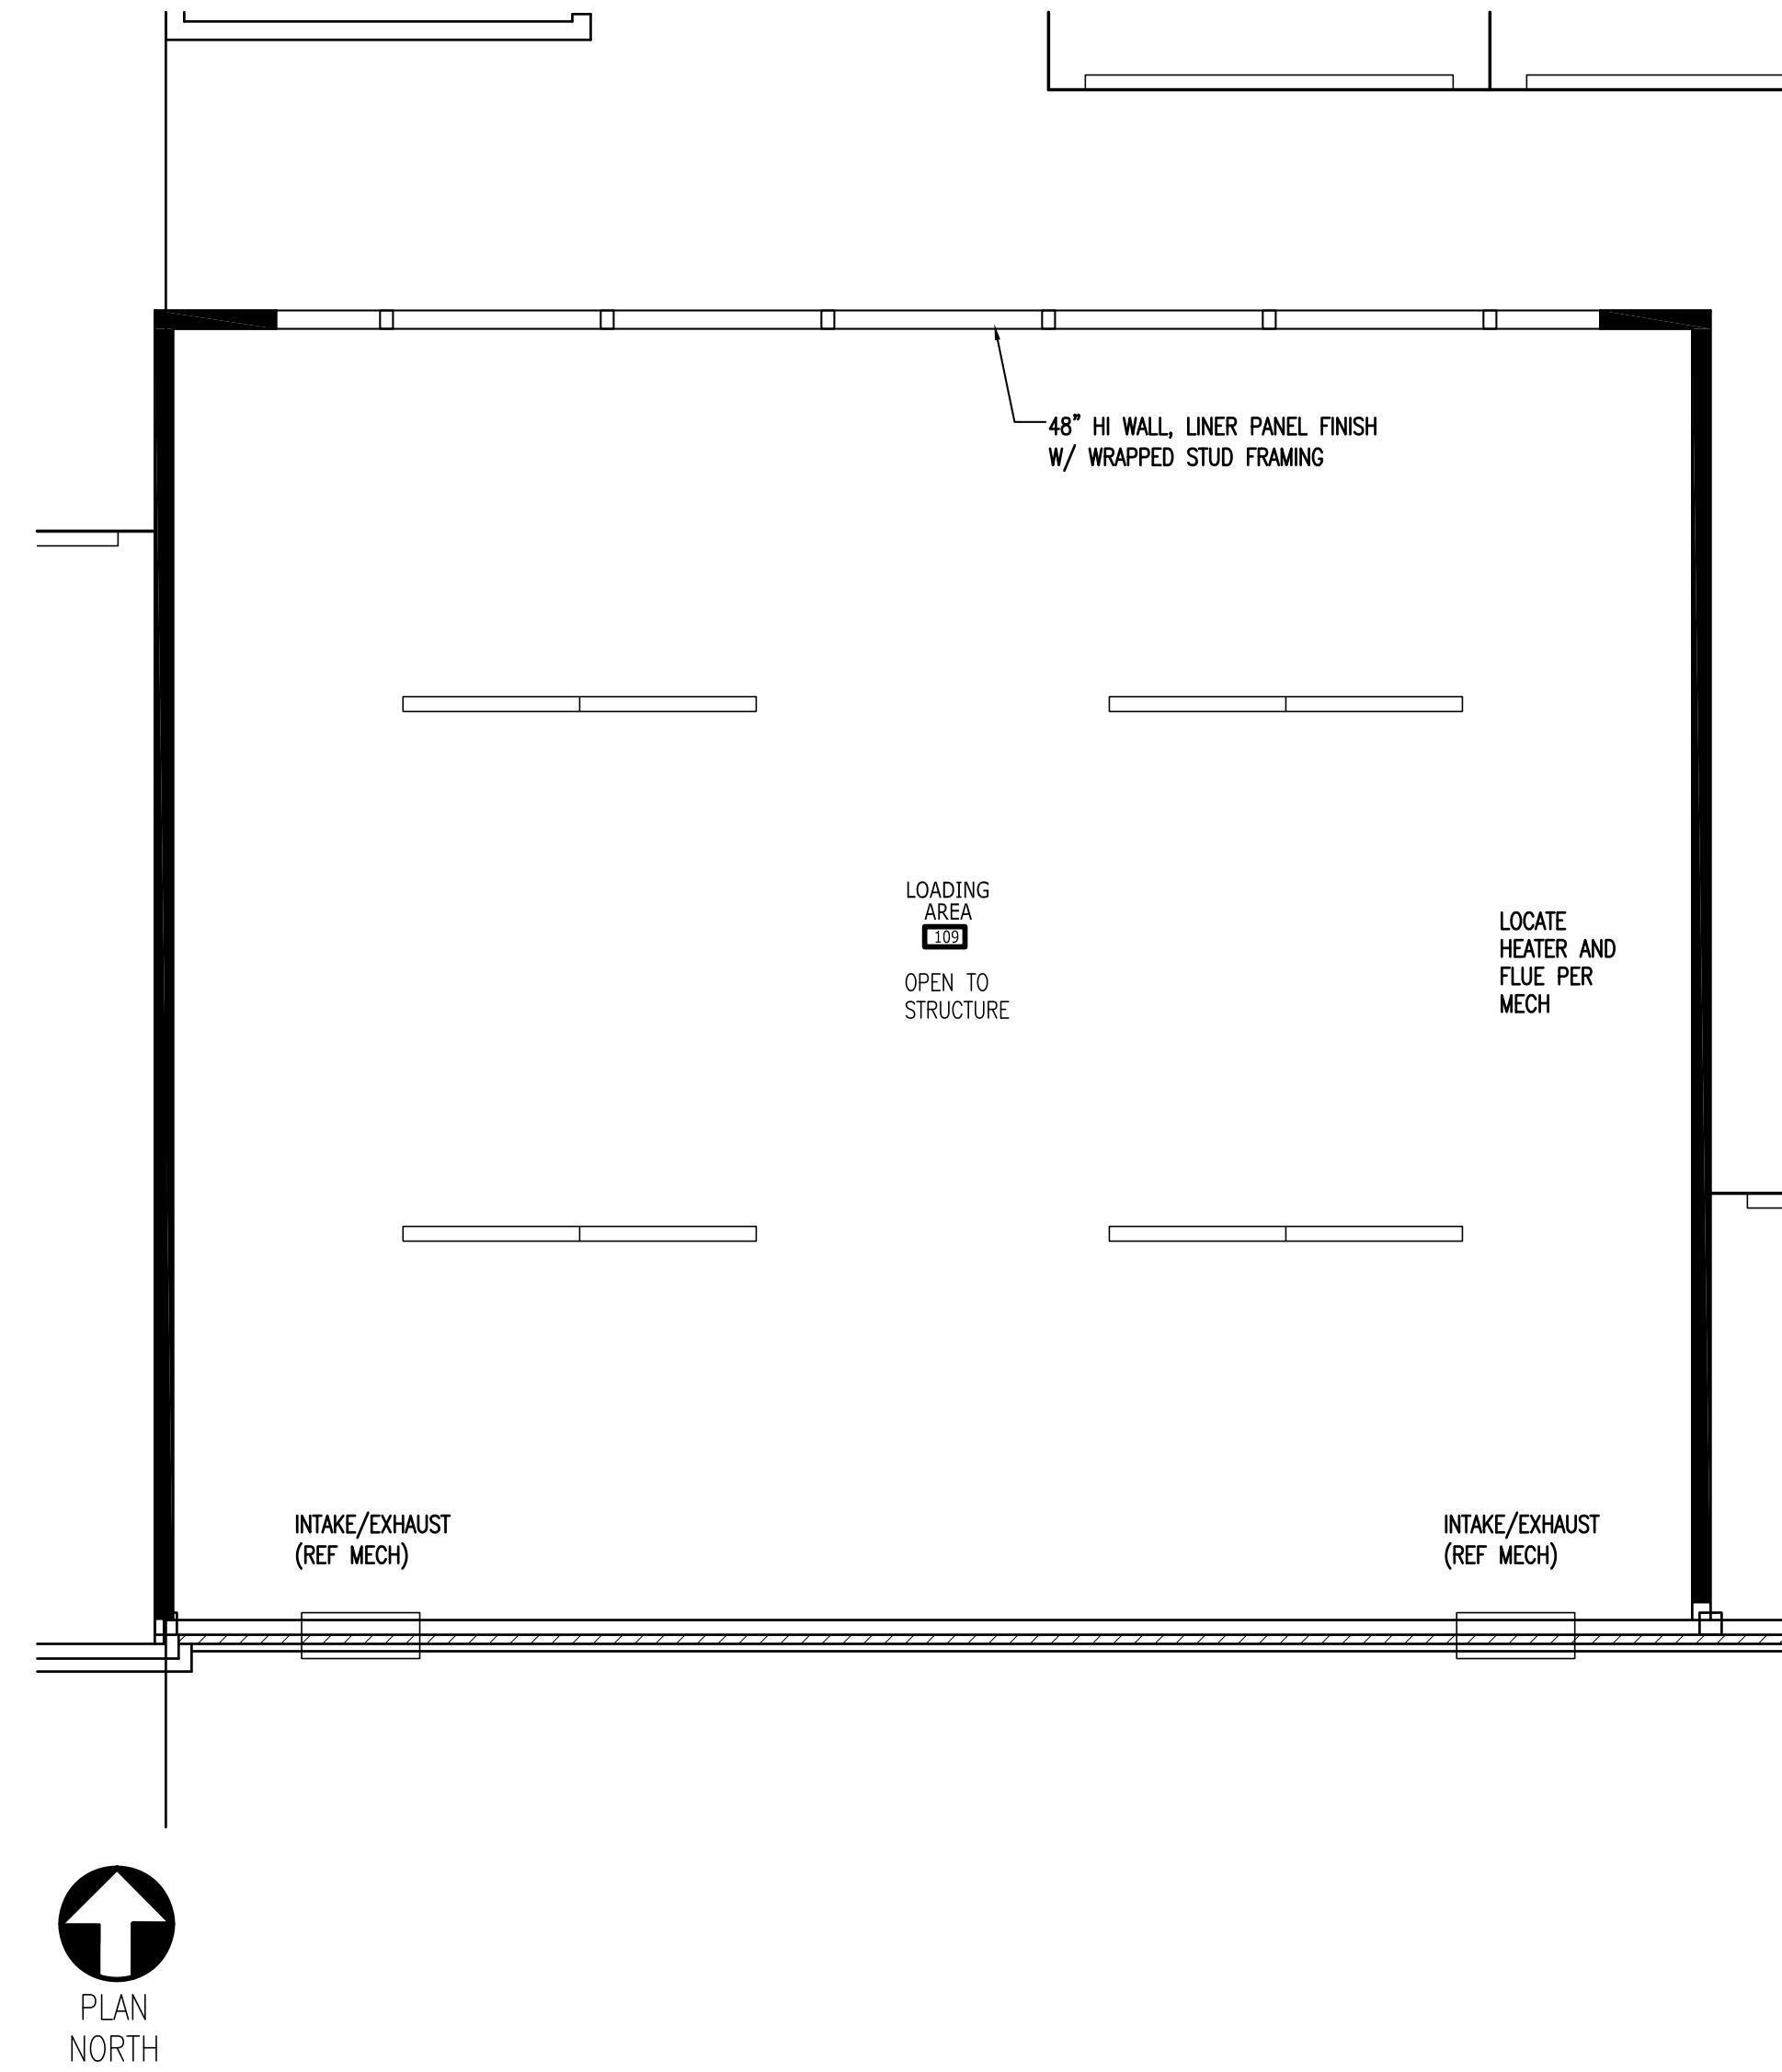 48" HI WALL, LINER PANEL FINISH
W/ WRAPPED STUD FRAMING
LOADING
AREA
109
OPEN TO
STRUCTURE
LOCATE
HEATER AND
FLUE PER
MECH
INTAKE/EXHAUST
(REF MECH)
INTAKE/EXHAUST
(REF MECH)
PLAN
NORTH